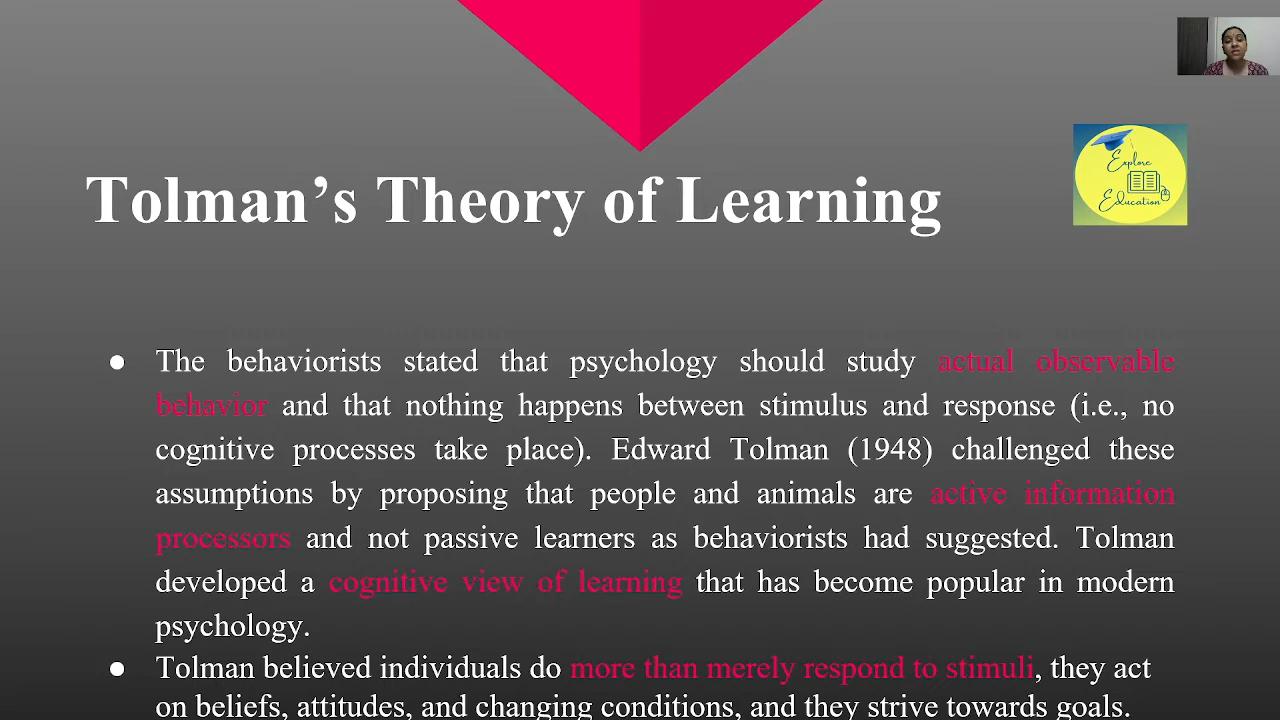 Explore
Education
Tolman’s Theory of Learning
● The behaviorists stated that psychology should study actual observable
behavior and that nothing happens between stimulus and response (i.e., no
cognitive processes take place). Edward Tolman (1948) challenged these
assumptions by proposing that people and animals are active information
processors and not passive learners as behaviorists had suggested. Tolman
developed a cognitive view of learning that has become popular in modern
psychology.
● Tolman believed individuals do more than merely respond to stimuli, they act
on beliefs, attitudes, and changing conditions, and they strive towards goals.